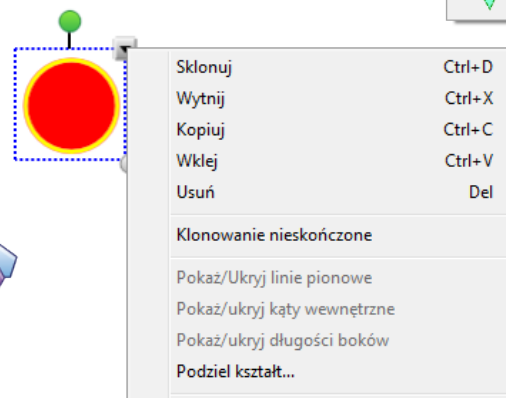 Sklonuj Ctrl+D
Wytnij Ctrl+X
Kopiuj Ctrl+C
Wklej Ctrl+V
Usuń Del
Klonowanie nieskończone
Pokaż/Ukryj linie pionowe
Pokaż/ukryj kąty wewnętrzne
Pokaż/ukryj długości boków
Podziel kształt...